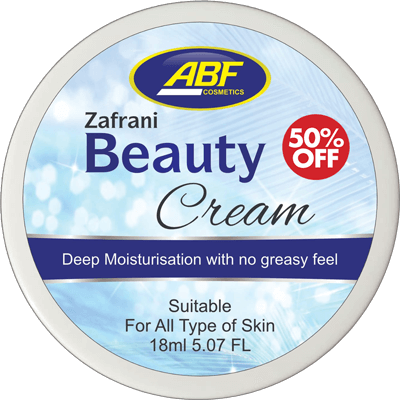 ABF
COSMETICS
Zafrani
Beauty
50%
OFF
Cream
Deep Moisturisation with no greasy feel
Suitable
For All Type of Skin
18ml 5.07 FL